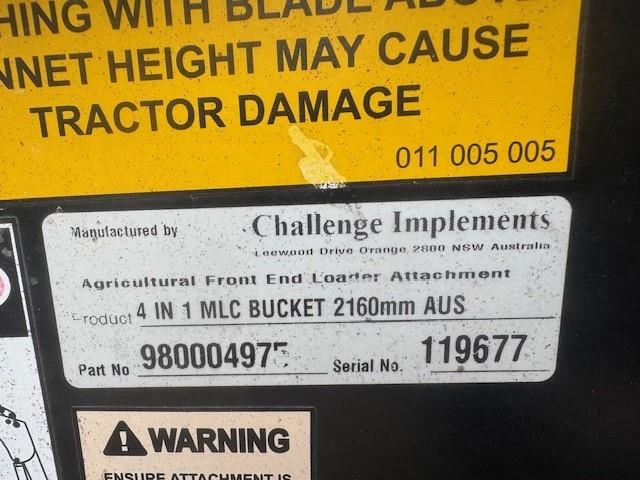 HING WITH BLADE
NNET HEIGHT MAY CAUSE
TRACTOR DAMAGE
011 005 005
Manufactured by Challenge Implements
Leewood Drive Orange 2800 NSW Australia
Agricultural Front End Loader Attachment
Product 4 IN 1 MLC BUCKET 2160mm AUS
Part No 980004975 Serial No. 119677
WARNING
ENSURE ATTACHMENT IS